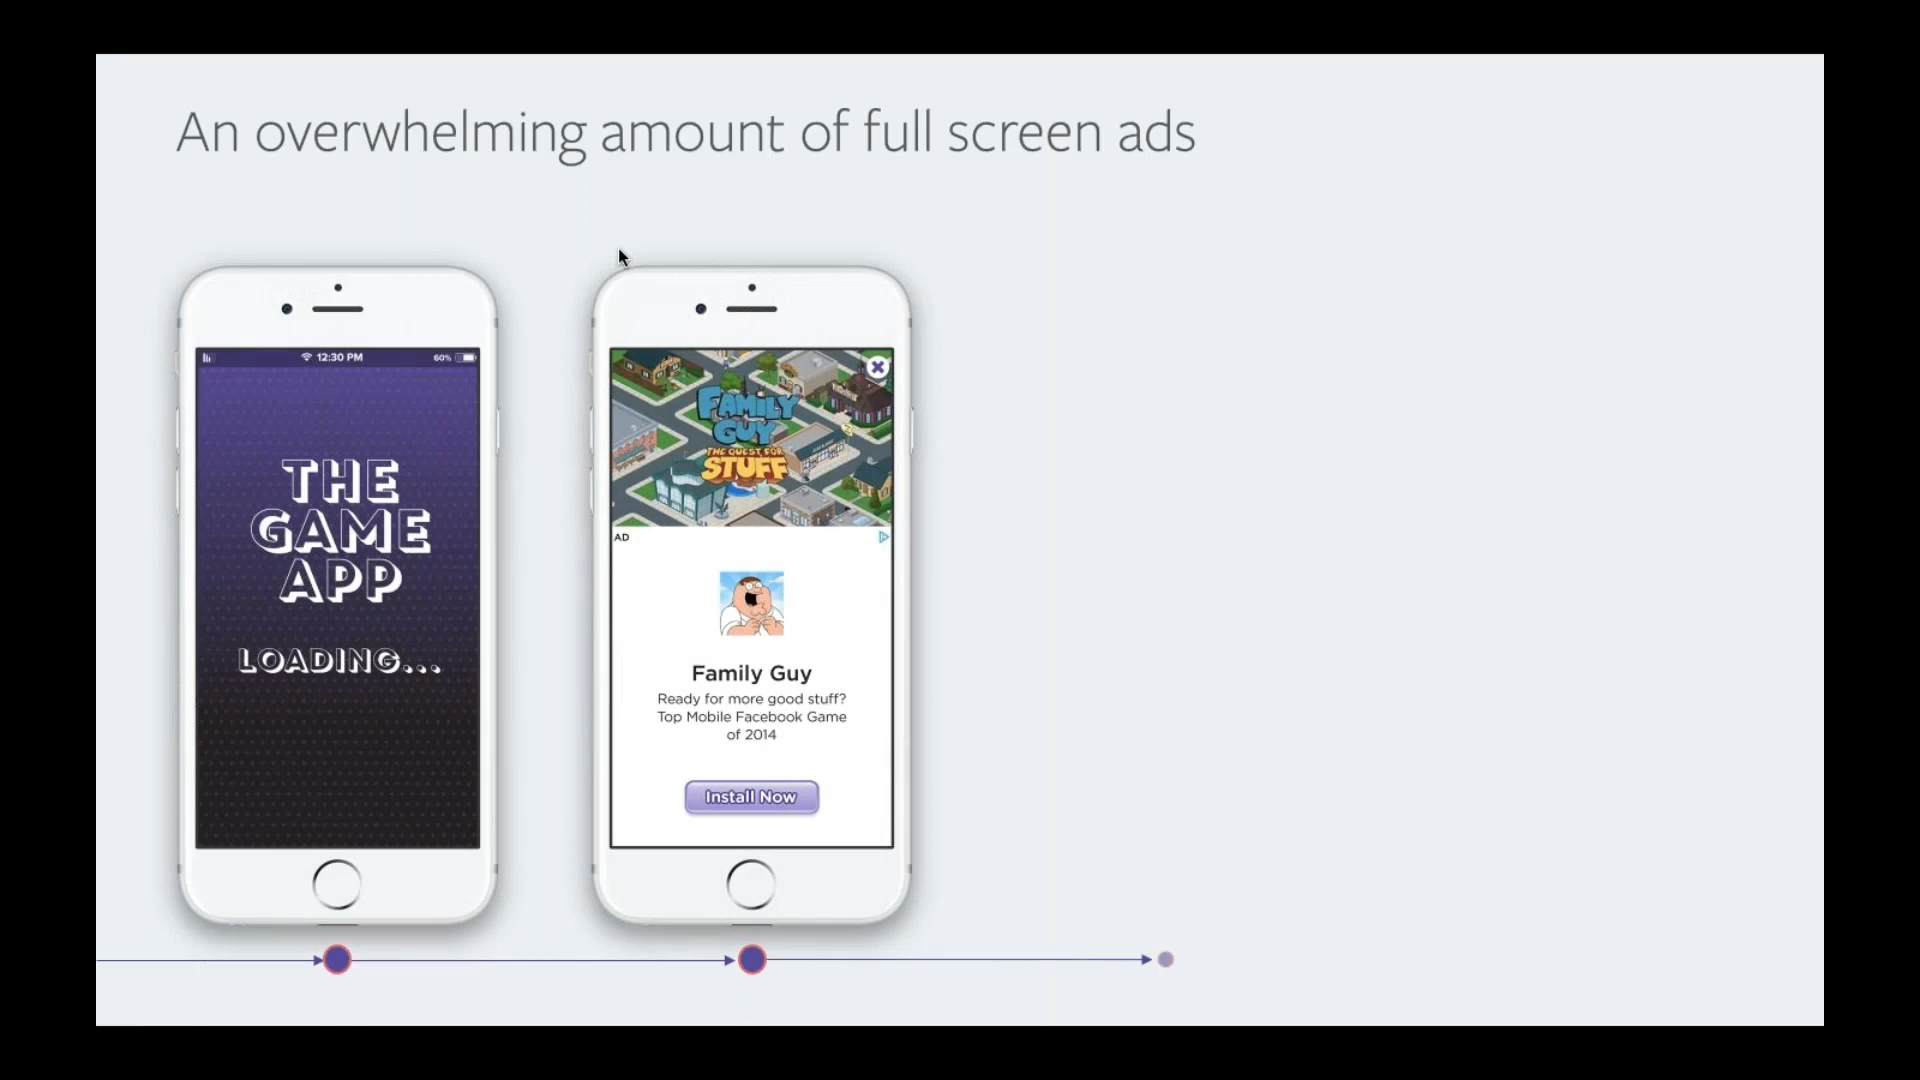 An overwhelming amount of full screen ads
12:30 PM
60%
THE
GAME
APP
LOADING...
FAMILY
GUY
THE QUEST FOR
STUFF
AD
Family Guy
Ready for more good stuff?
Top Mobile Facebook Game
of 2014
Install Now